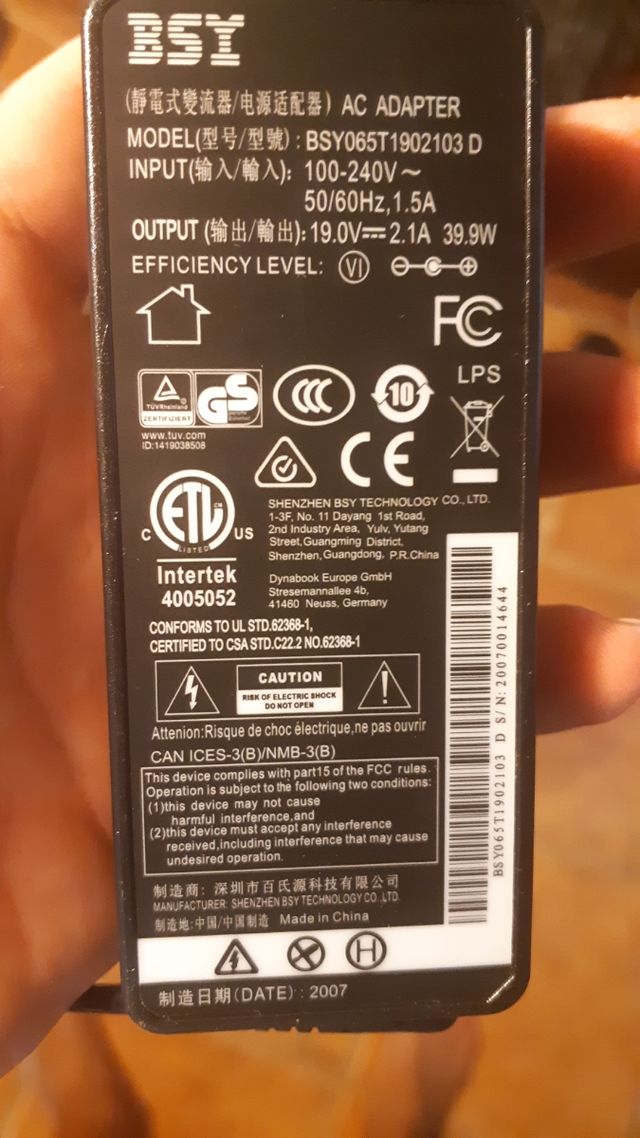 BSY
(靜電式變流器/电源适配器) AC ADAPTER
MODEL(型号/型號): BSY065T1902103 D
INPUT(输入/輸入): 100-240V～
50/60Hz,1.5A
OUTPUT (输出/輸出): 19.0V⎓2.1A 39.9W
EFFICIENCY LEVEL: VI
FC
TÜVRheinland
ZERTIFIZIERT
GS
CCC
10
LPS
www.tuv.com
ID:1419038508
CE
C ETL US
LISTED
Intertek
4005052
SHENZHEN BSY TECHNOLOGY CO., LTD.
1-3F, No. 11 Dayang 1st Road,
2nd Industry Area, Yulv, Yutang
Street,Guangming District,
Shenzhen, Guangdong, P.R.China
Dynabook Europe GmbH
Stresemannallee 4b,
41460 Neuss, Germany
CONFORMS TO UL STD.62368-1,
CERTIFIED TO CSA STD.C22.2 NO.62368-1
CAUTION
RISK OF ELECTRIC SHOCK
DO NOT OPEN
Attenion:Risque de choc électrique,ne pas ouvrir
CAN ICES-3(B)/NMB-3(B)
This device complies with part15 of the FCC rules.
Operation is subject to the following two conditions:
(1)this device may not cause
harmful interference,and
(2)this device must accept any interference
received,including interference that may cause
undesired operation.
制造商: 深圳市百氏源科技有限公司
MANUFACTURER: SHENZHEN BSY TECHNOLOGY CO.,LTD.
制造地:中国/中國制造 Made in China
H
制造日期(DATE) : 2007
BSY065T1902103 D S/N: 20070014644